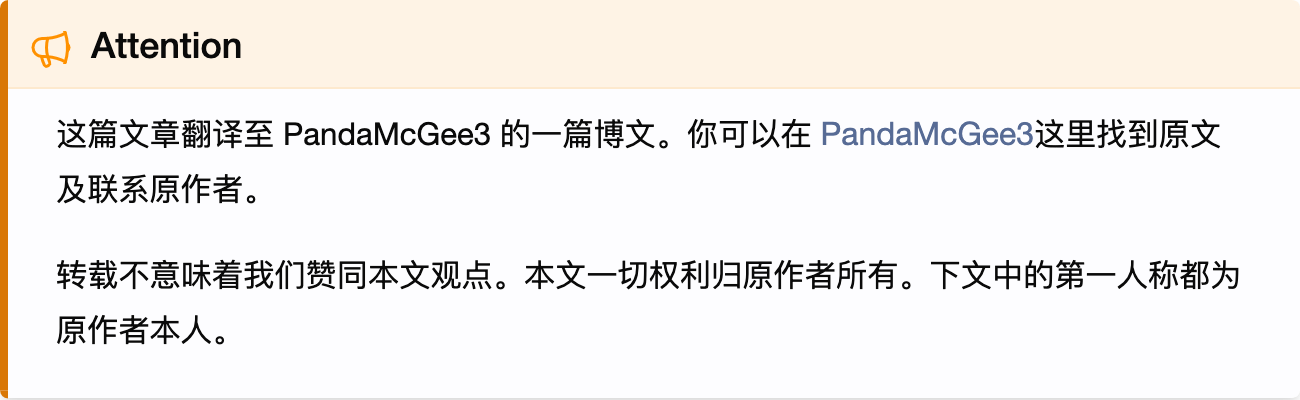 Attention
这篇文章翻译至 PandaMcGee3 的一篇博文。你可以在 PandaMcGee3这里找到原文
及联系原作者。
转载不意味着我们赞同本文观点。本文一切权利归原作者所有。下文中的第一人称都为
原作者本人。